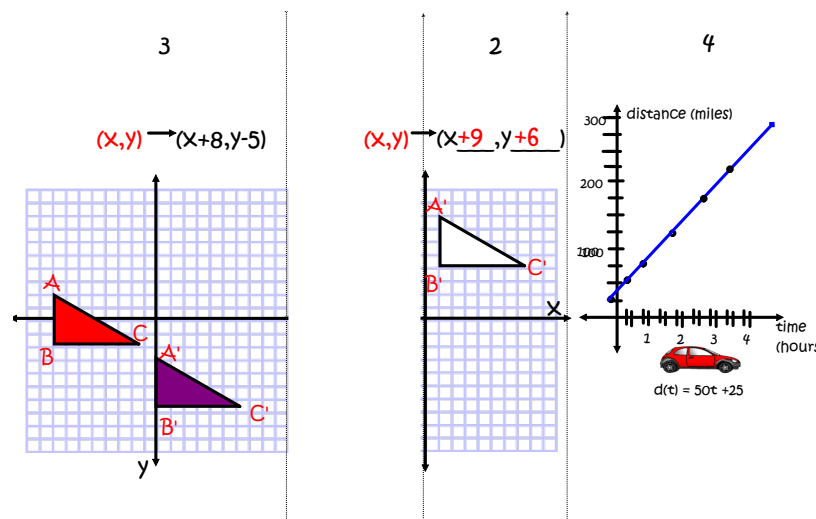 3
(x,y) → (x+8,y-5)
A
B
C
A'
B'
C'
y
2
(x,y) → (x +9 ,y +6 )
A'
B'
C'
x
4
distance (miles)
300
200
100
1 2 3 4
time
(hours
d(t) = 50t +25